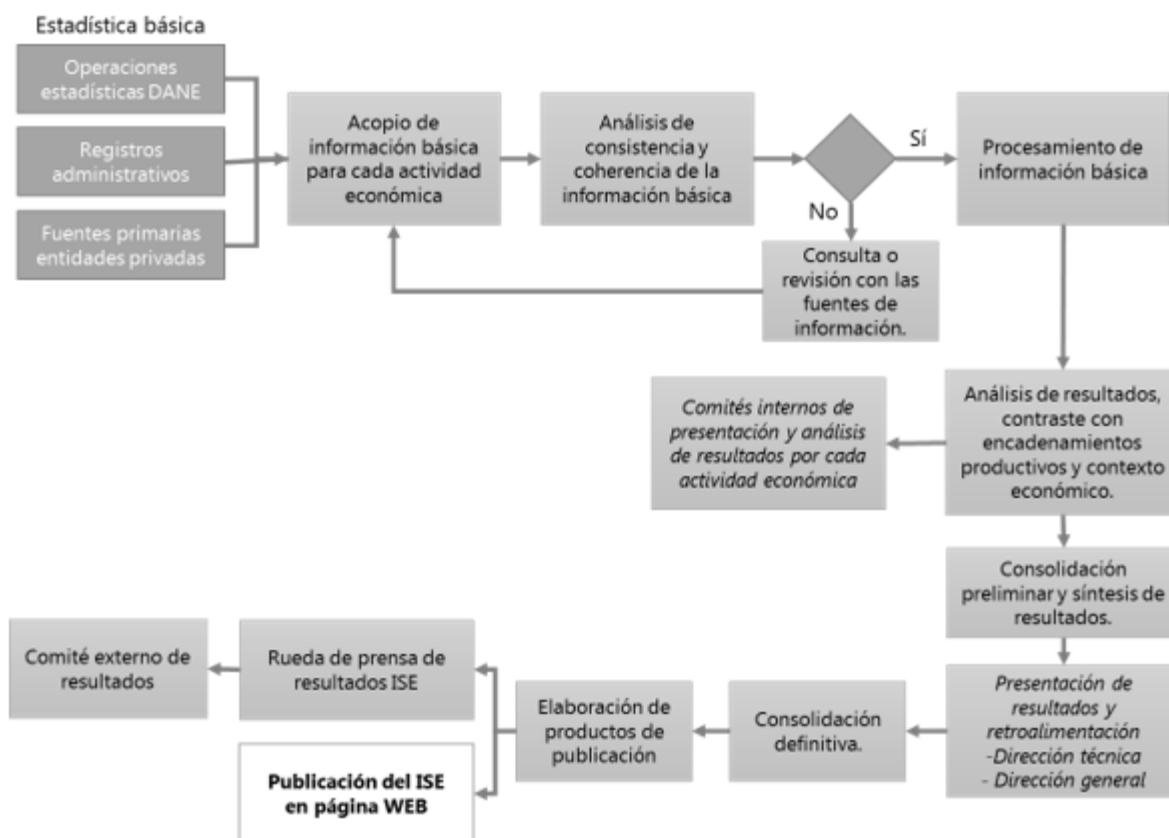 Estadística básica
Operaciones
estadísticas DANE
Registros
administrativos
Fuentes primarias
entidades privadas
Acopio de
información básica
para cada actividad
económica
Análisis de
consistencia y
coherencia de la
información básica
Sí
No
Procesamiento de
información básica
Consulta o
revisión con las
fuentes de
información.
Análisis de resultados,
contraste con
encadenamientos
productivos y contexto
económico.
Comités internos de
presentación y análisis
de resultados por cada
actividad económica
Consolidación
preliminar y síntesis de
resultados.
Presentación de
resultados y
retroalimentación
-Dirección técnica
- Dirección general
Consolidación
definitiva.
Elaboración de
productos de
publicación
Rueda de prensa de
resultados ISE
Comité externo de
resultados
Publicación del ISE
en página WEB